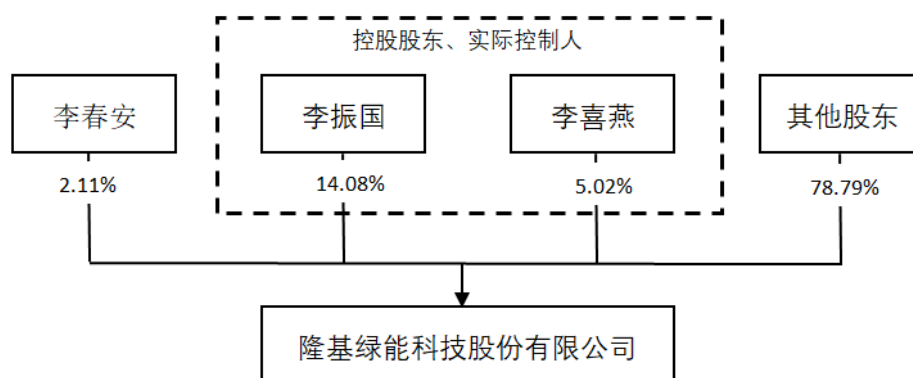 控股股东、实际控制人
李春安
李振国
李喜燕
其他股东
2.11%
14.08%
5.02%
78.79%
隆基绿能科技股份有限公司